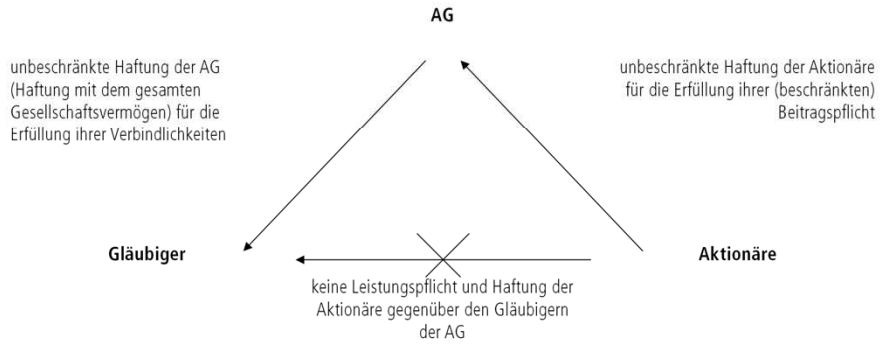 AG
unbeschränkte Haftung der AG
(Haftung mit dem gesamten
Gesellschaftsvermögen) für die
Erfüllung ihrer Verbindlichkeiten
unbeschränkte Haftung der Aktionäre
für die Erfüllung ihrer (beschränkten)
Beitragspflicht
Gläubiger
Aktionäre
keine Leistungspflicht und Haftung der
Aktionäre gegenüber den Gläubigern
der AG